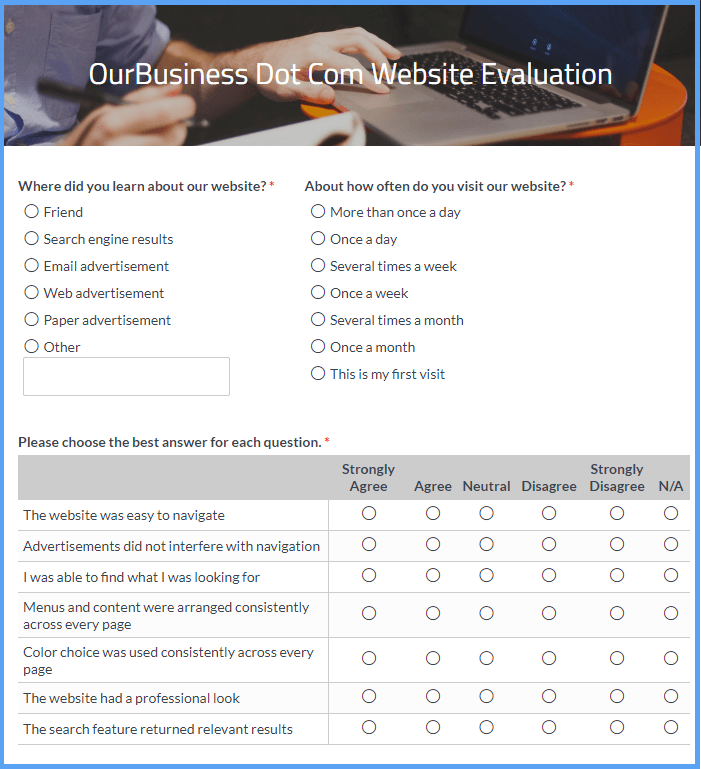 OurBusiness Dot Com Website Evaluation
Where did you learn about our website? *
Friend
Search engine results
Email advertisement
Web advertisement
Paper advertisement
Other
About how often do you visit our website? *
More than once a day
Once a day
Several times a week
Once a week
Several times a month
Once a month
This is my first visit
Please choose the best answer for each question. *
Strongly
Agree
Agree
Neutral
Disagree
Strongly
Disagree
N/A
The website was easy to navigate
Advertisements did not interfere with navigation
I was able to find what I was looking for
Menus and content were arranged consistently
across every page
Color choice was used consistently across every
page
The website had a professional look
The search feature returned relevant results